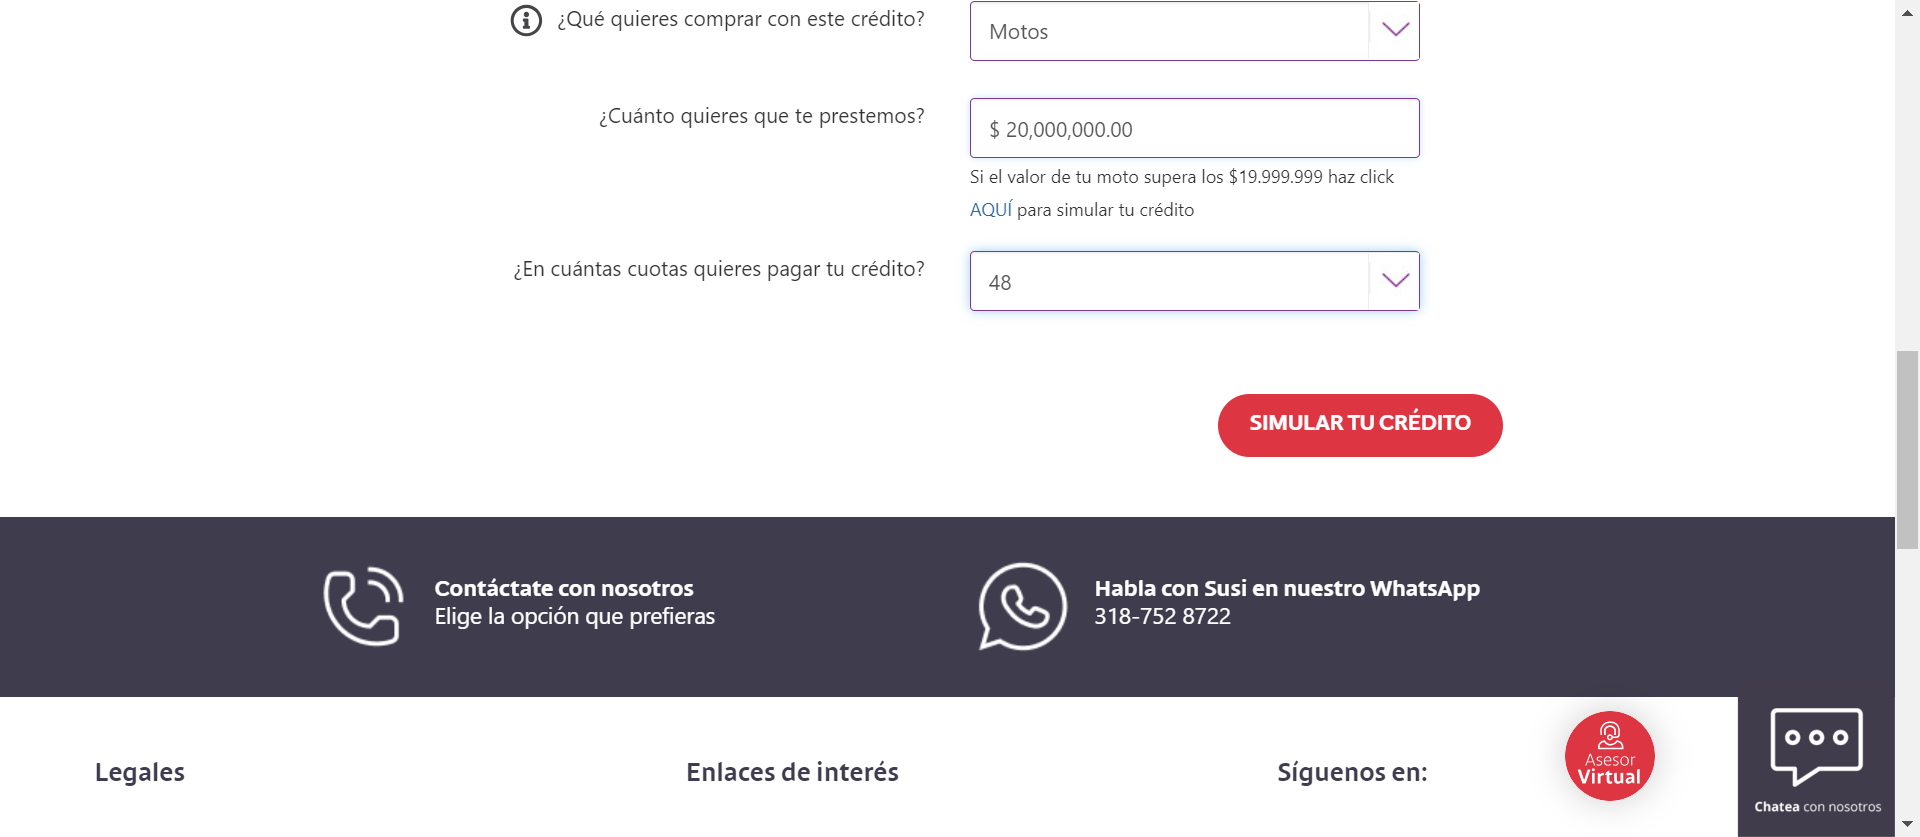 ¿Qué quieres comprar con este crédito?
Motos
¿Cuánto quieres que te prestemos?
$ 20,000,000.00
Si el valor de tu moto supera los $19.999.999 haz click
AQUÍ para simular tu crédito
¿En cuántas cuotas quieres pagar tu crédito?
48
SIMULAR TU CRÉDITO
Contáctate con nosotros
Elige la opción que prefieras
Habla con Susi en nuestro WhatsApp
318-752 8722
Legales
Enlaces de interés
Síguenos en:
Asesor
Virtual
Chatea con nosotros